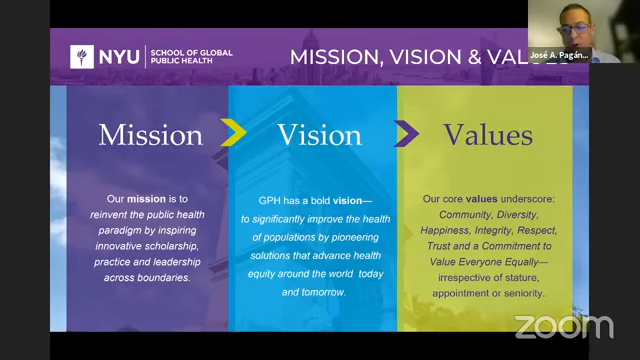 NYU
SCHOOL OF GLOBAL
PUBLIC HEALTH
MISSION, VISION &
José A. Pagán...
Mission
Vision
Values
Our mission is to
reinvent the public health
paradigm by inspiring
innovative scholarship,
practice and leadership
across boundaries.
GPH has a bold vision—
to significantly improve the health
of populations by pioneering
solutions that advance health
equity around the world today
and tomorrow.
Our core values underscore:
Community, Diversity,
Happiness, Integrity, Respect,
Trust and a Commitment to
Value Everyone Equally—
irrespective of stature,
appointment or seniority.
zoom